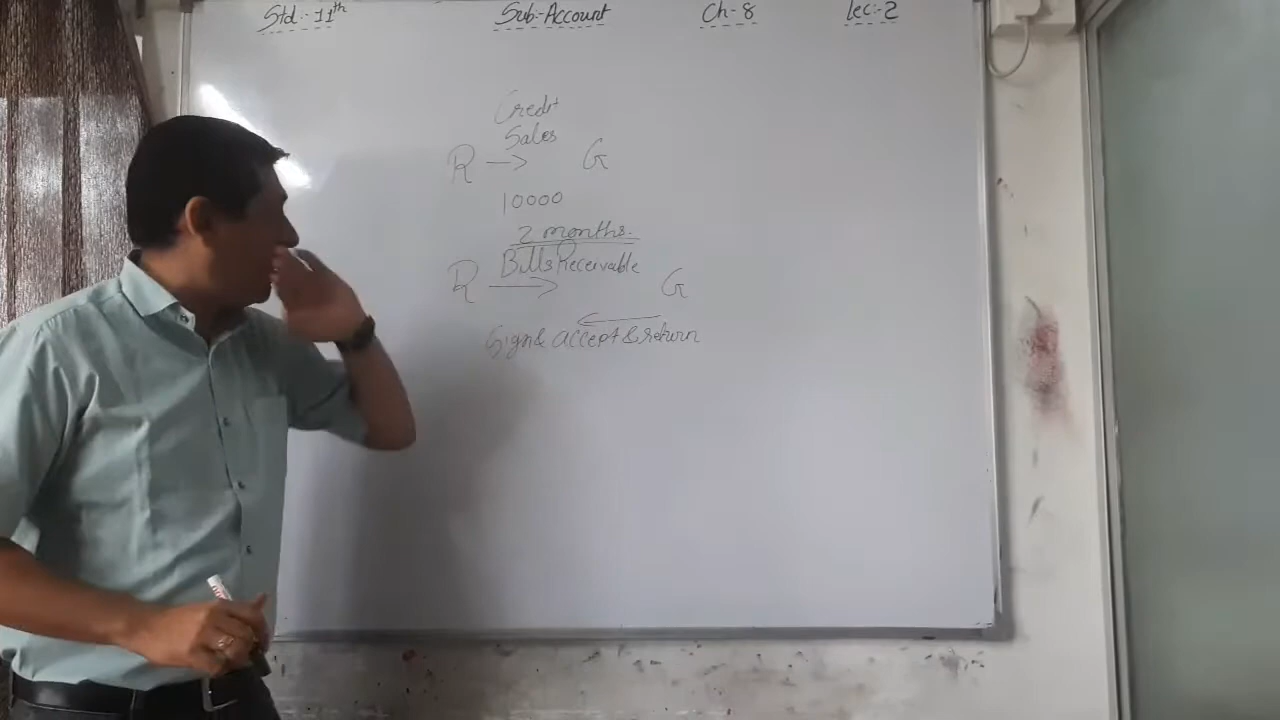 Std:- 11th Sub:-Account Ch-8 lec:-2
Credit
Sales
R → G
10000
2 months.
Bills Receivable
R → G
←
Sign & accept & return